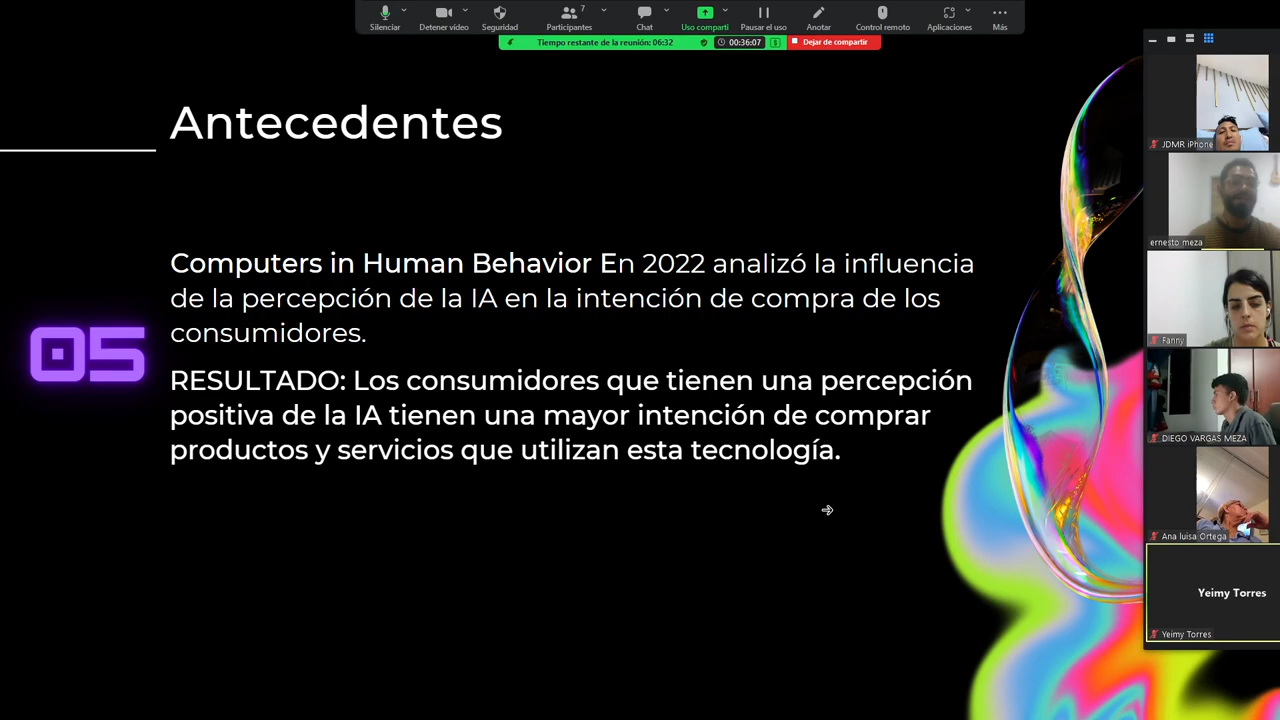 7
Silenciar
Detener vídeo
Seguridad
Participantes
Chat
Uso comparti
Pausar el uso
Anotar
Control remoto
Aplicaciones
Más
Tiempo restante de la reunión: 06:32
00:36:07
Dejar de compartir
Antecedentes
05
Computers in Human Behavior En 2022 analizó la influencia
de la percepción de la IA en la intención de compra de los
consumidores.
RESULTADO: Los consumidores que tienen una percepción
positiva de la IA tienen una mayor intención de comprar
productos y servicios que utilizan esta tecnología.
JDMR iPhone
ernesto meza
Fanny
DIEGO VARGAS MEZA
Ana luisa Ortega
Yeimy Torres
Yeimy Torres